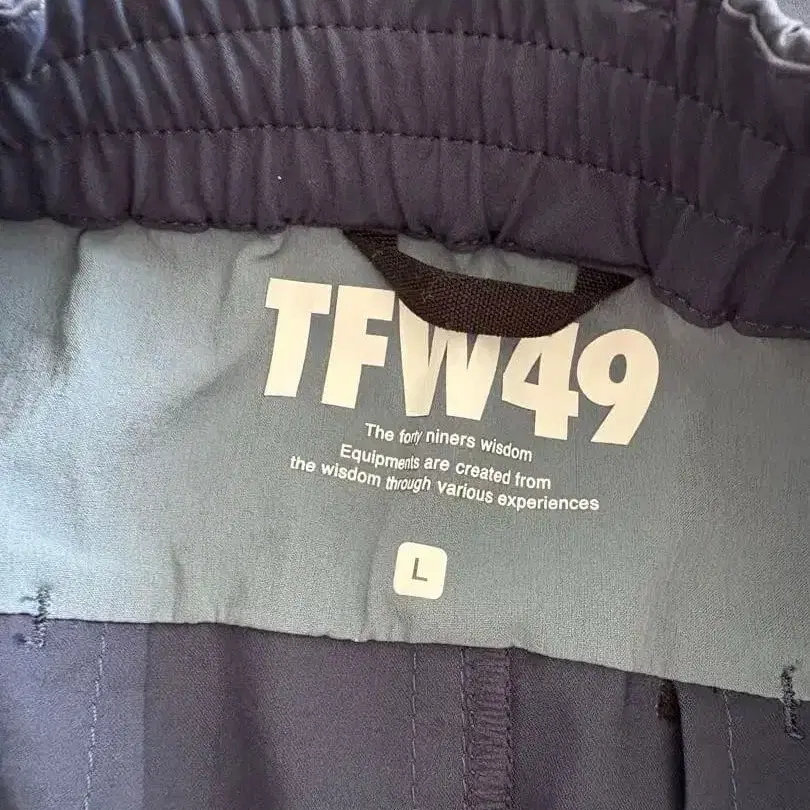 TFW49
The forty niners wisdom
Equipments are created from
the wisdom through various experiences
L